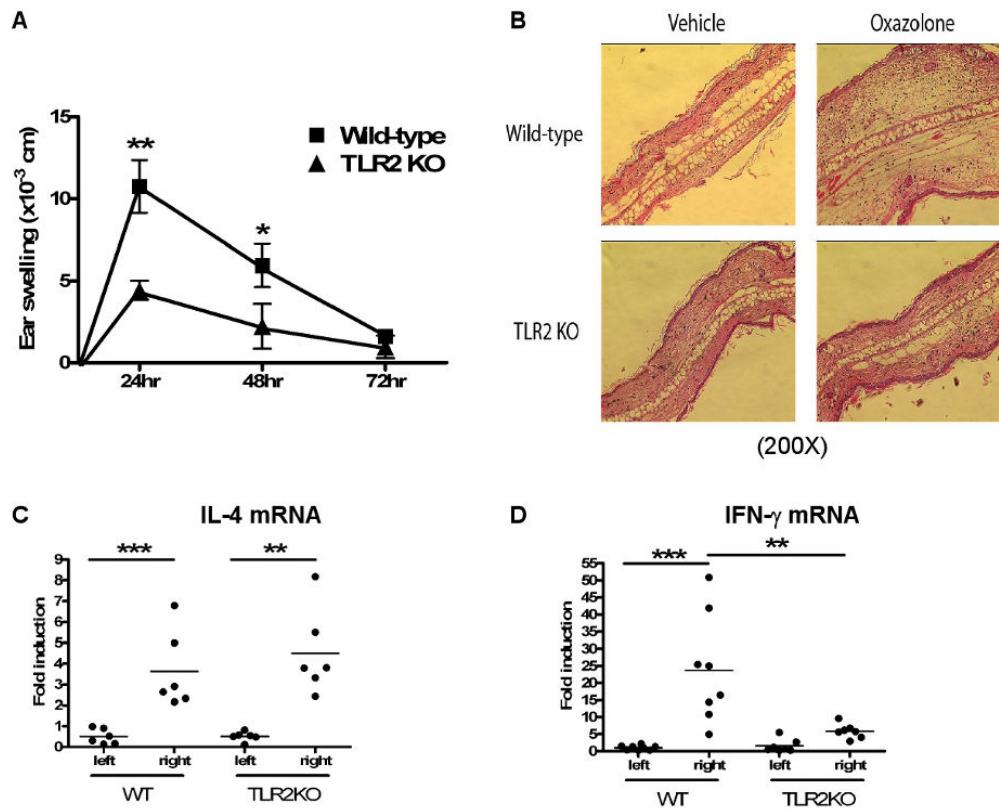 A
15
10
5
0
Ear swelling (x10⁻³ cm)
**
*
Wild-type
TLR2 KO
24hr
48hr
72hr
B
Vehicle
Oxazolone
Wild-type
TLR2 KO
(200X)
C
IL-4 mRNA
***
**
9
8
7
6
5
4
3
2
1
0
Fold induction
left
right
left
right
WT
TLR2KO
D
IFN-γ mRNA
***
**
55
50
45
40
35
30
25
20
15
10
5
0
Fold induction
left
right
left
right
WT
TLR2KO